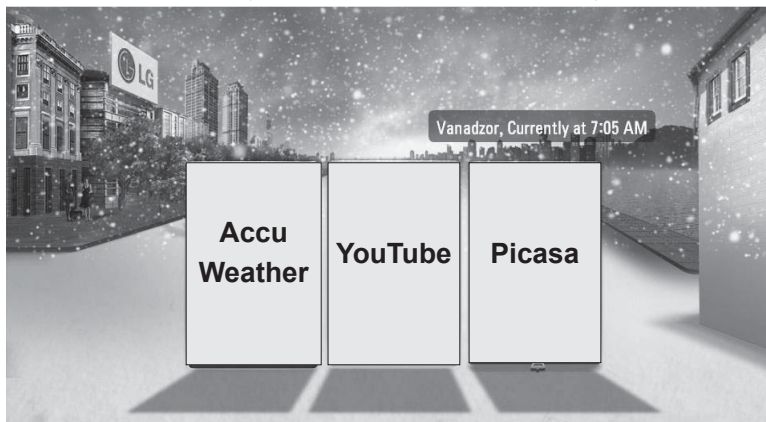 LG
Vanadzor, Currently at 7:05 AM
Accu
Weather
YouTube
Picasa